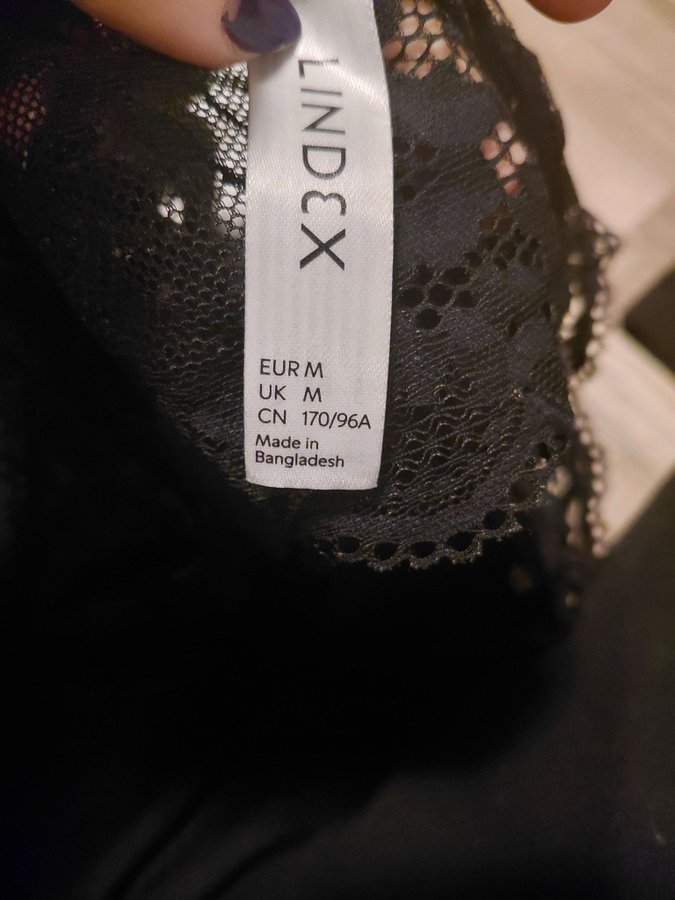 LINDEX
EUR M
UK M
CN 170/96A
Made in
Bangladesh